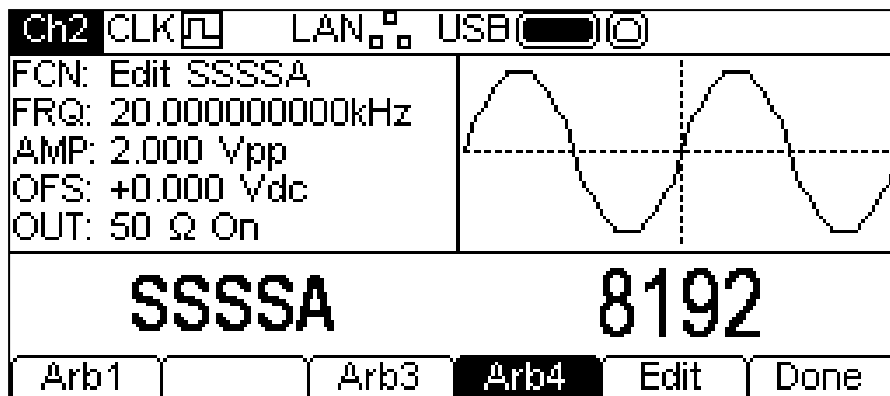 Ch2 CLK LAN USB
FCN: Edit SSSSA
FRQ: 20.000000000kHz
AMP: 2.000 Vpp
OFS: +0.000 Vdc
OUT: 50 Ω On
SSSSA 8192
Arb1 Arb3 Arb4 Edit Done